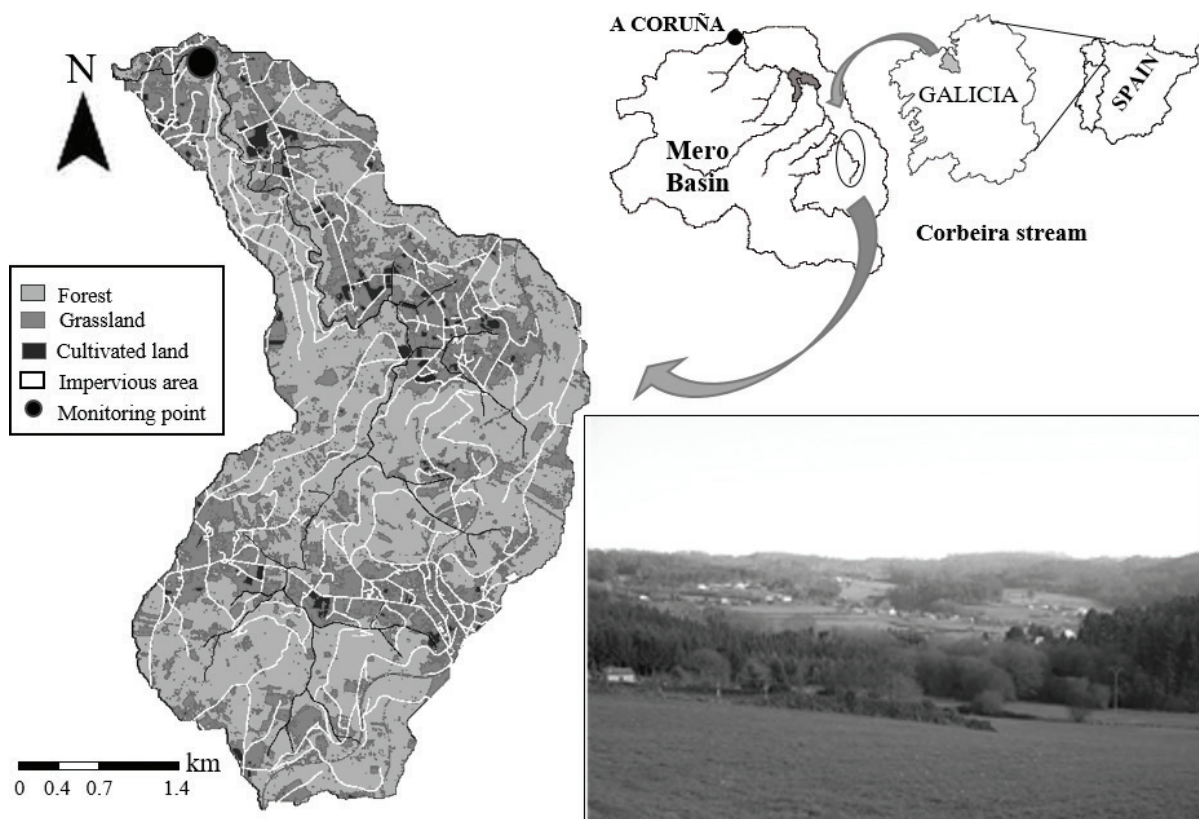 N
Forest
Grassland
Cultivated land
Impervious area
Monitoring point
km
0 0.4 0.7 1.4
A CORUÑA
Mero
Basin
GALICIA
SPAIN
Corbeira stream